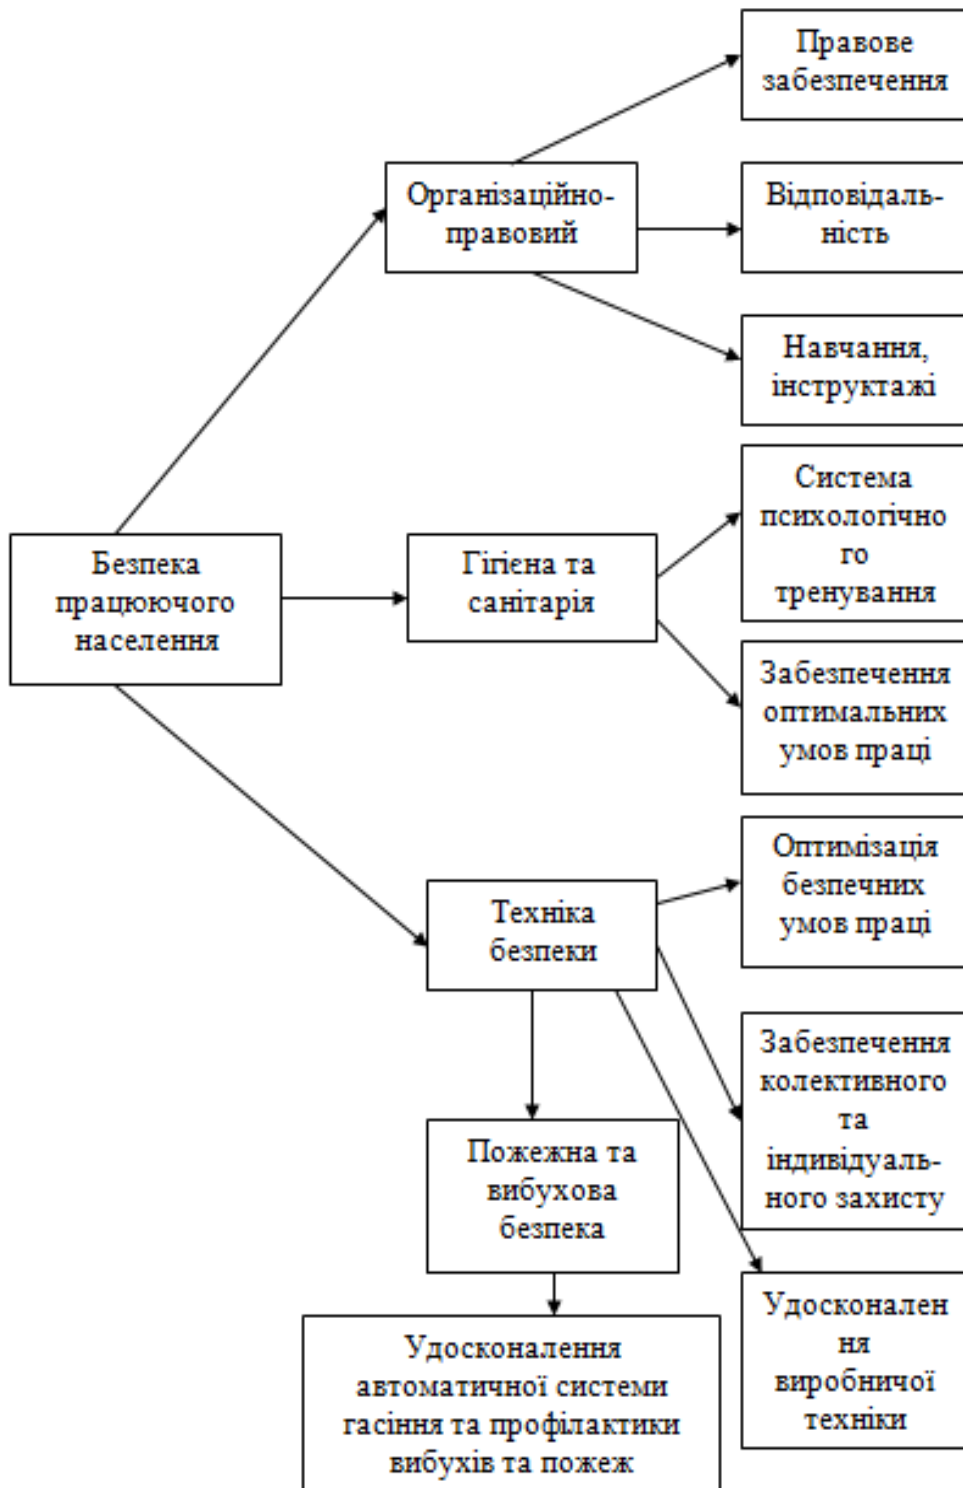 Правове
забезпечення
Організаційно-
правовий
Відповідаль-
ність
Навчання,
інструктажі
Система
психологічно
го
тренування
Безпека
працюючого
населення
Гігієна та
санітарія
Забезпечення
оптимальних
умов праці
Оптимізація
безпечних
умов праці
Техніка
безпеки
Забезпечення
колективного
та
індивідуаль-
ного захисту
Пожежна та
вибухова
безпека
Удосконален
ня
виробничої
техніки
Удосконалення
автоматичної системи
гасіння та профілактики
вибухів та пожеж